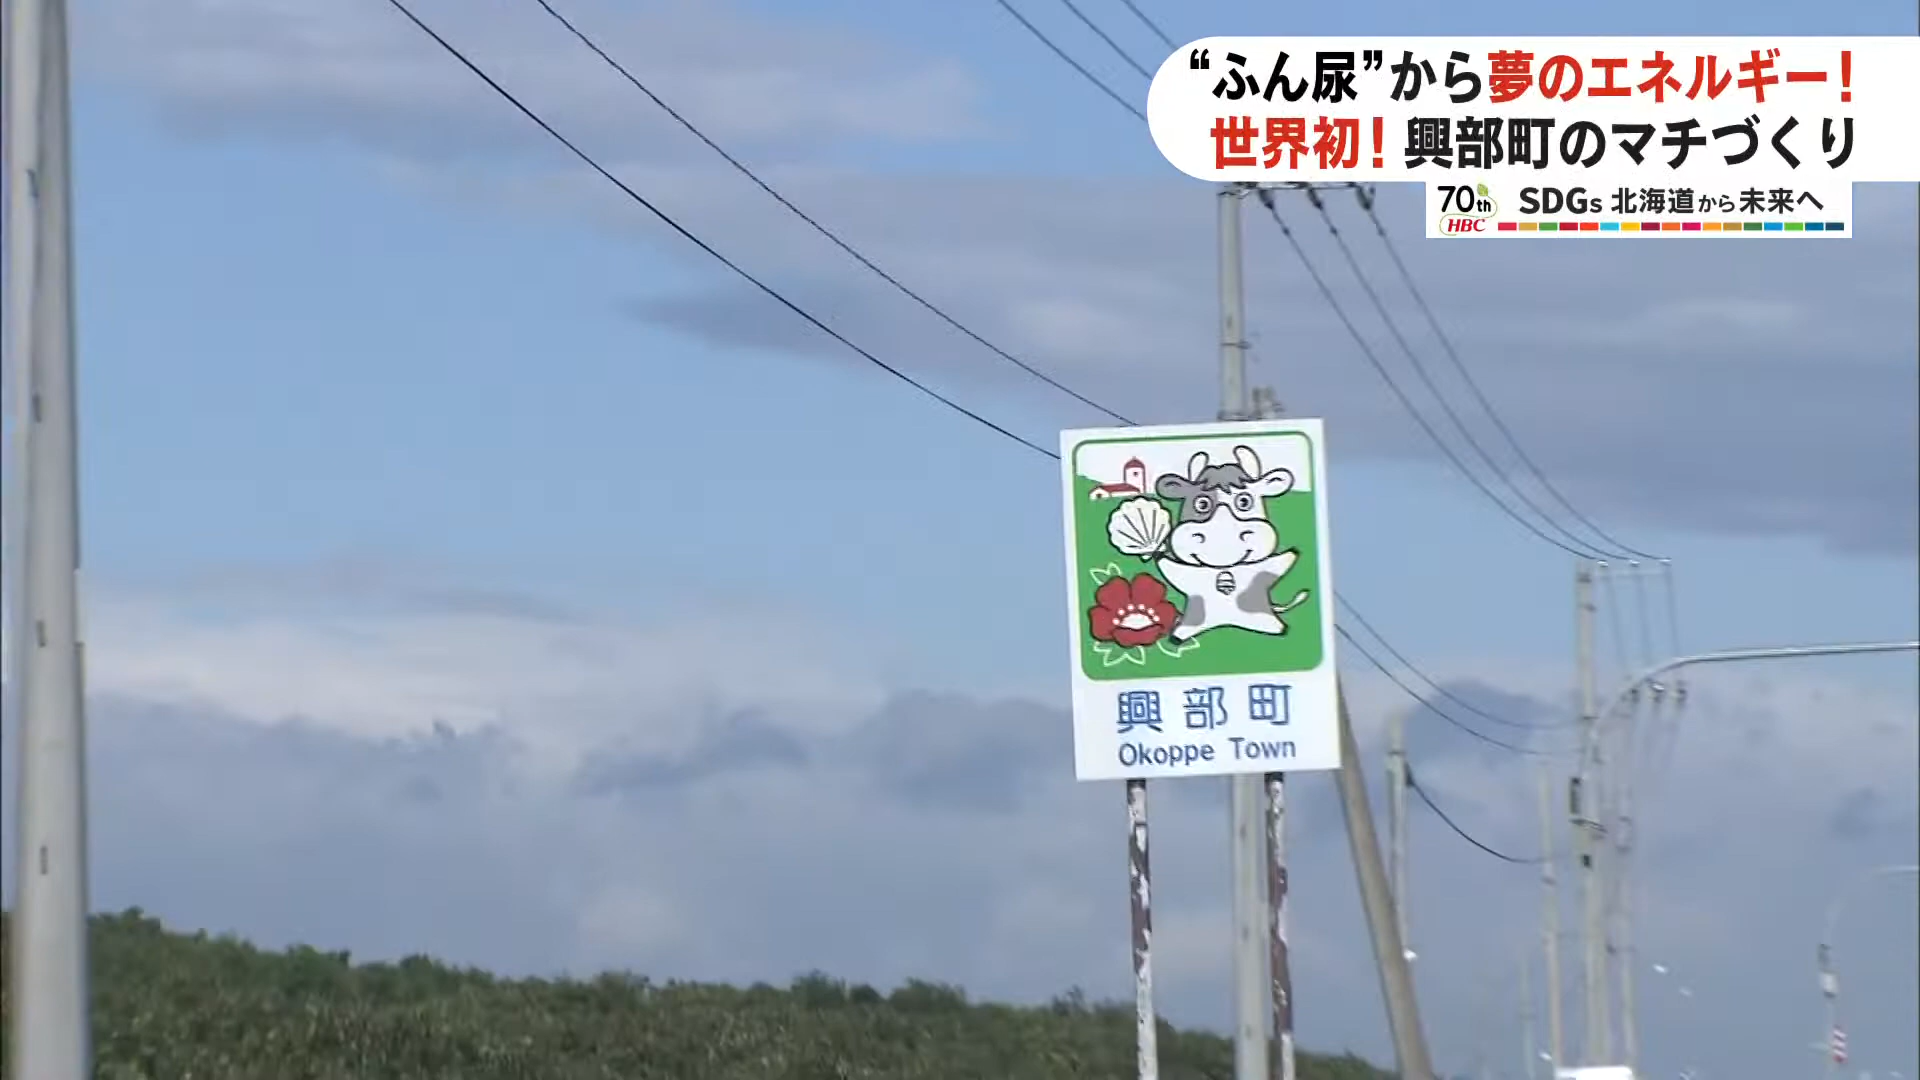 “ふん尿”から夢のエネルギー！
世界初！興部町のマチづくり
70th HBC SDGs 北海道から未来へ
興部町
Okoppe Town